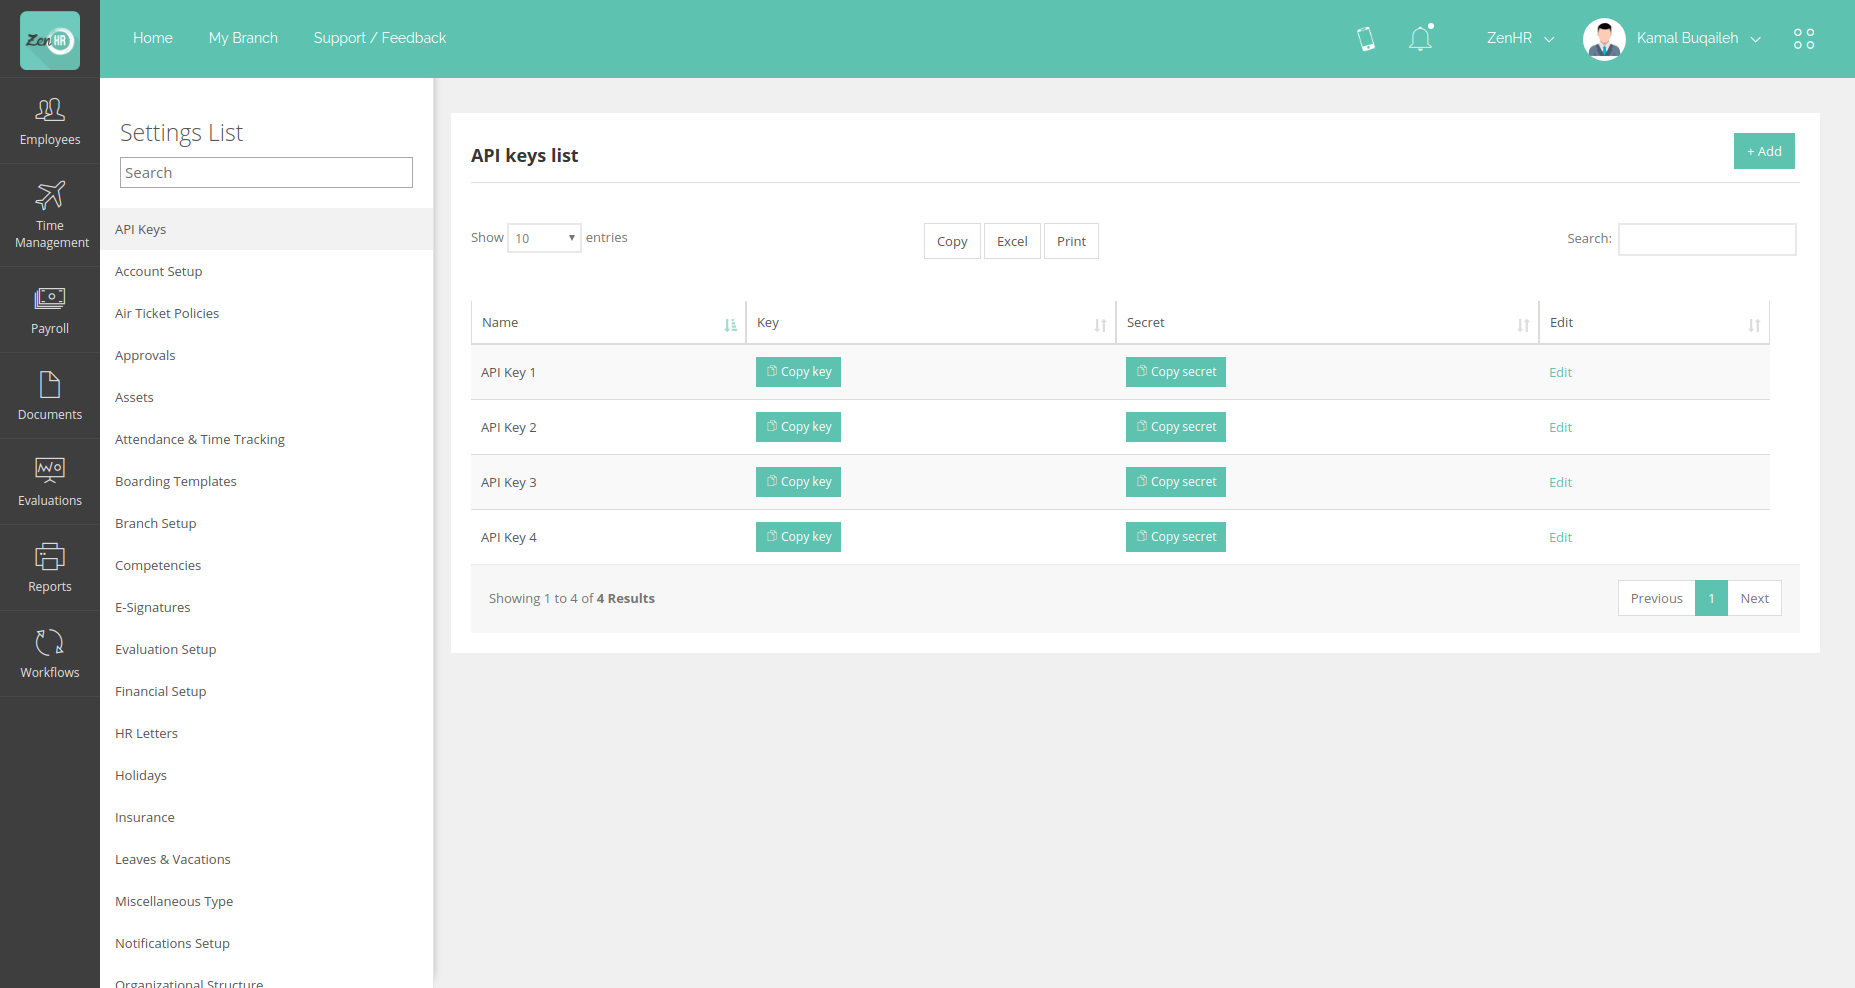 ZenHR
Home
My Branch
Support / Feedback
ZenHR
Kamal Buqaileh
Employees
Time
Management
Payroll
Documents
Evaluations
Reports
Workflows
Settings List
Search
API Keys
Account Setup
Air Ticket Policies
Approvals
Assets
Attendance & Time Tracking
Boarding Templates
Branch Setup
Competencies
E-Signatures
Evaluation Setup
Financial Setup
HR Letters
Holidays
Insurance
Leaves & Vacations
Miscellaneous Type
Notifications Setup
Organizational Structure
API keys list
+ Add
Show 10 entries
Copy
Excel
Print
Search:
Name Key Secret Edit
API Key 1 Copy key Copy secret Edit
API Key 2 Copy key Copy secret Edit
API Key 3 Copy key Copy secret Edit
API Key 4 Copy key Copy secret Edit
Showing 1 to 4 of 4 Results
Previous 1 Next